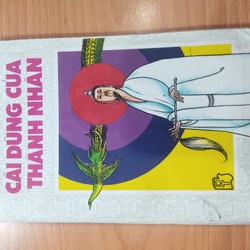 CÁI DŨNG CỦA
THÁNH NHÂN